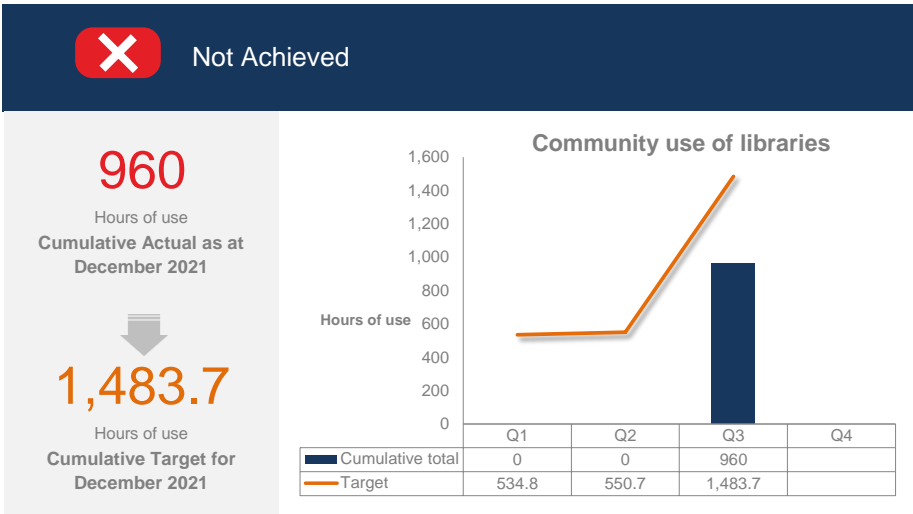 Not Achieved
960
Hours of use
Cumulative Actual as at
December 2021
1,483.7
Hours of use
Cumulative Target for
December 2021
Community use of libraries
1,600
1,400
1,200
1,000
800
Hours of use 600
400
200
0
Q1 Q2 Q3 Q4
Cumulative total 0 0 960
Target 534.8 550.7 1,483.7